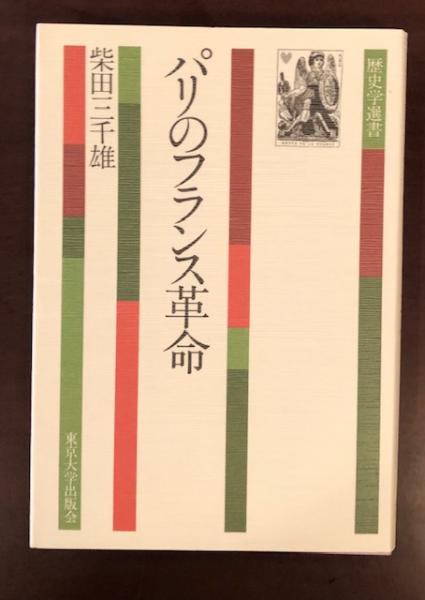 歴史学選書
パリのフランス革命
柴田三千雄
東京大学出版会